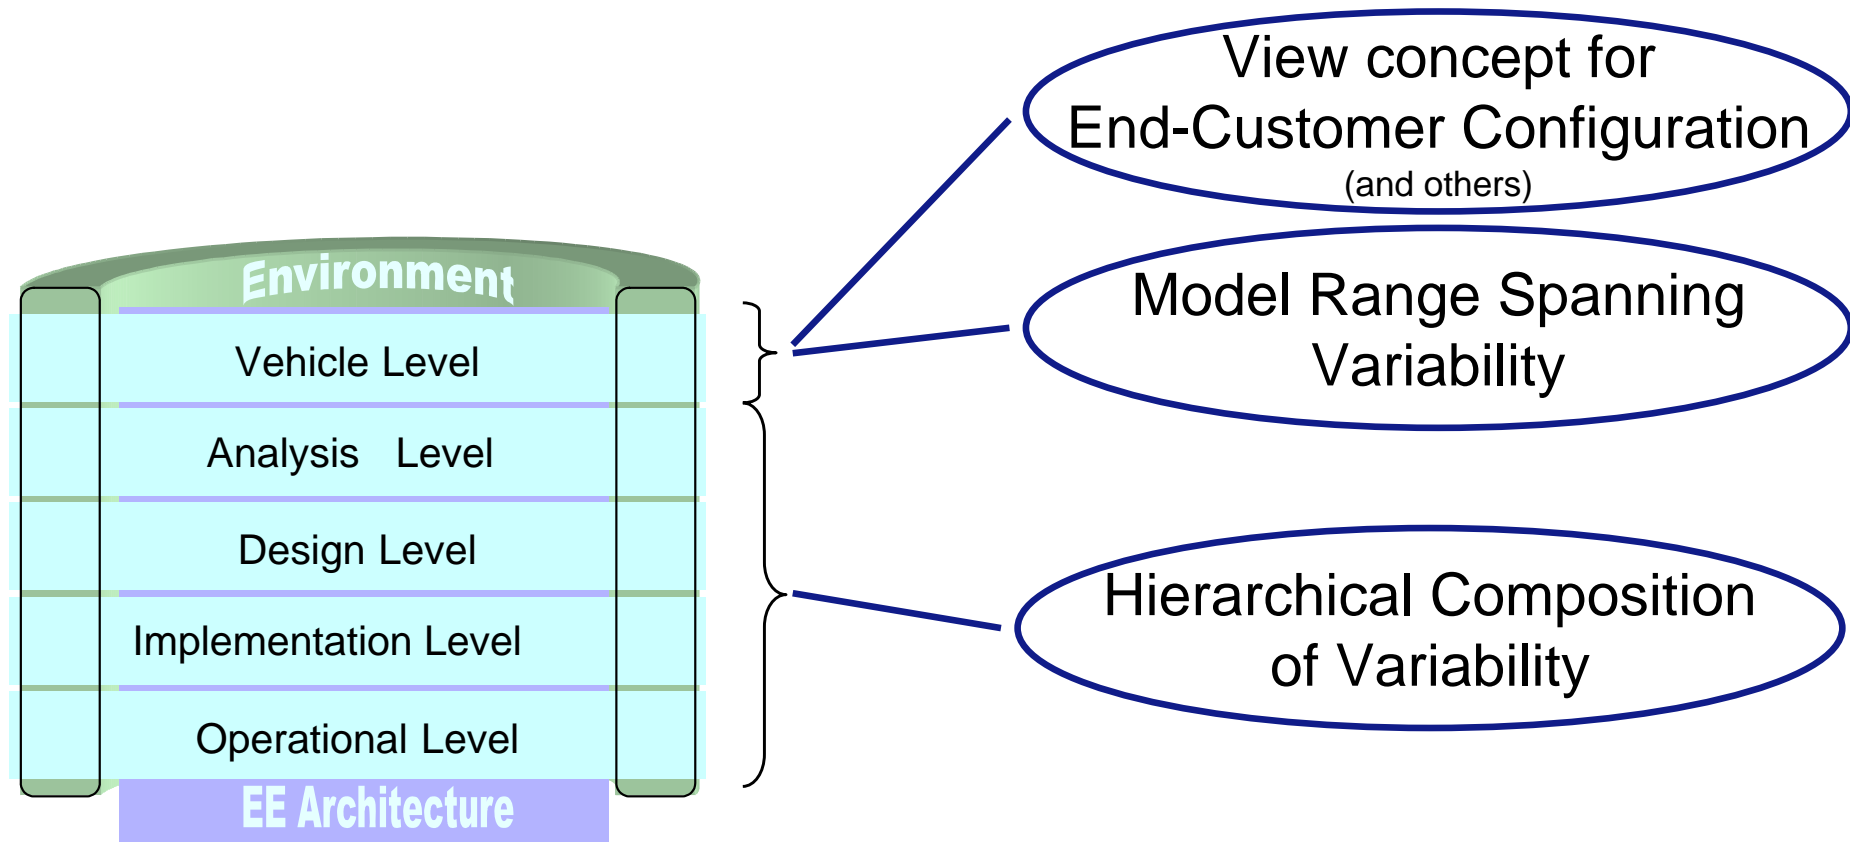 View concept for
End-Customer Configuration
(and others)
Model Range Spanning
Variability
Hierarchical Composition
of Variability
Environment
Vehicle Level
Analysis Level
Design Level
Implementation Level
Operational Level
EE Architecture